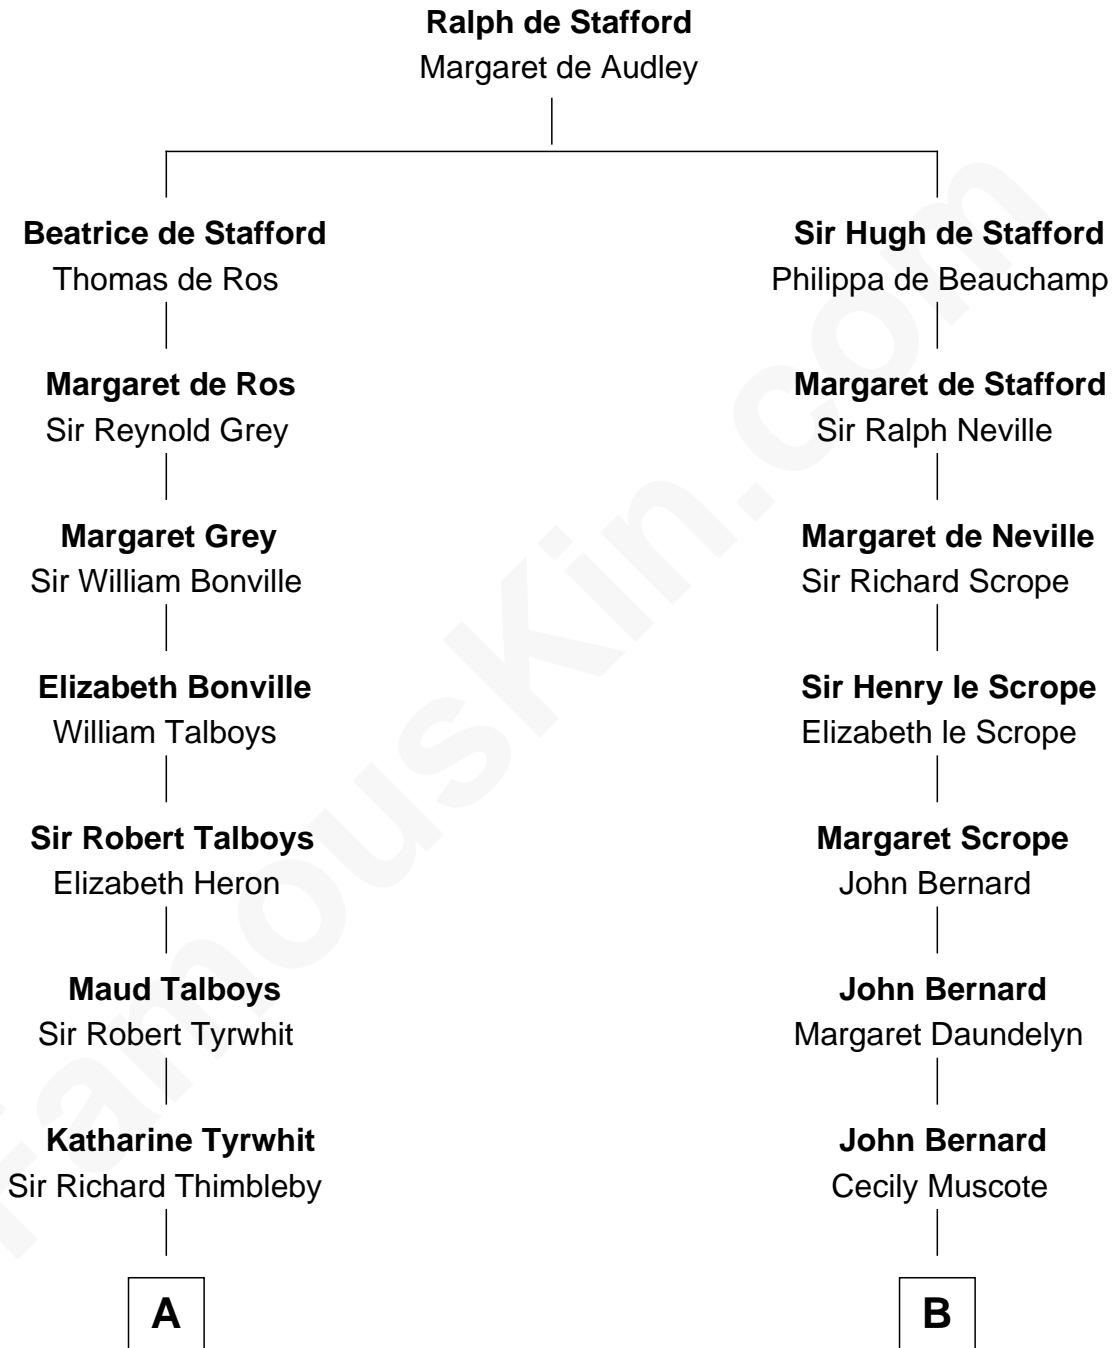 Ralph de Stafford
Margaret de Audley
Beatrice de Stafford
Thomas de Ros
Margaret de Ros
Sir Reynold Grey
Margaret Grey
Sir William Bonville
Elizabeth Bonville
William Talboys
Sir Robert Talboys
Elizabeth Heron
Maud Talboys
Sir Robert Tyrwhit
Katharine Tyrwhit
Sir Richard Thimbleby
A
Sir Hugh de Stafford
Philippa de Beauchamp
Margaret de Stafford
Sir Ralph Neville
Margaret de Neville
Sir Richard Scrope
Sir Henry le Scrope
Elizabeth le Scrope
Margaret Scrope
John Bernard
John Bernard
Margaret Daundelyn
John Bernard
Cecily Muscote
B
FamousKin.com